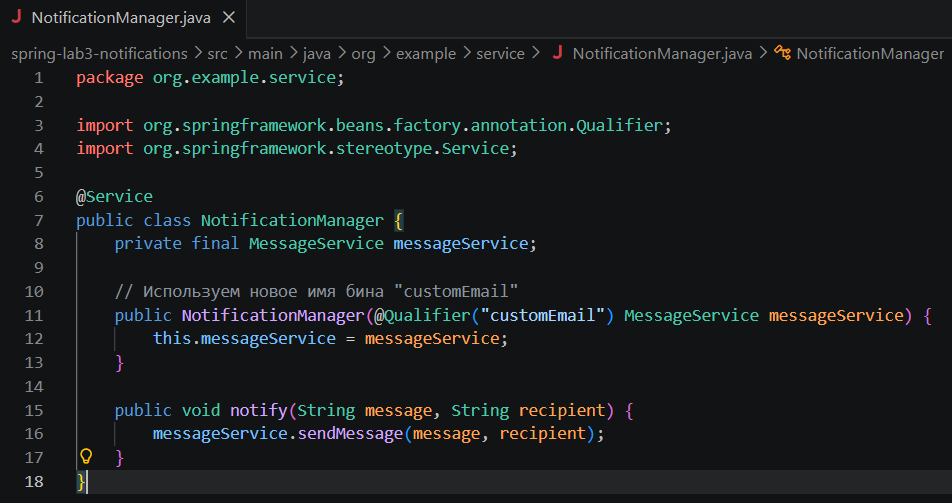 J NotificationManager.java ×
spring-lab3-notifications > src > main > java > org > example > service > J NotificationManager.java > NotificationManager
1 package org.example.service;
2
3 import org.springframework.beans.factory.annotation.Qualifier;
4 import org.springframework.stereotype.Service;
5
6 @Service
7 public class NotificationManager {
8     private final MessageService messageService;
9
10     // Используем новое имя бина "customEmail"
11     public NotificationManager(@Qualifier("customEmail") MessageService messageService) {
12         this.messageService = messageService;
13     }
14
15     public void notify(String message, String recipient) {
16         messageService.sendMessage(message, recipient);
17     }
18 }